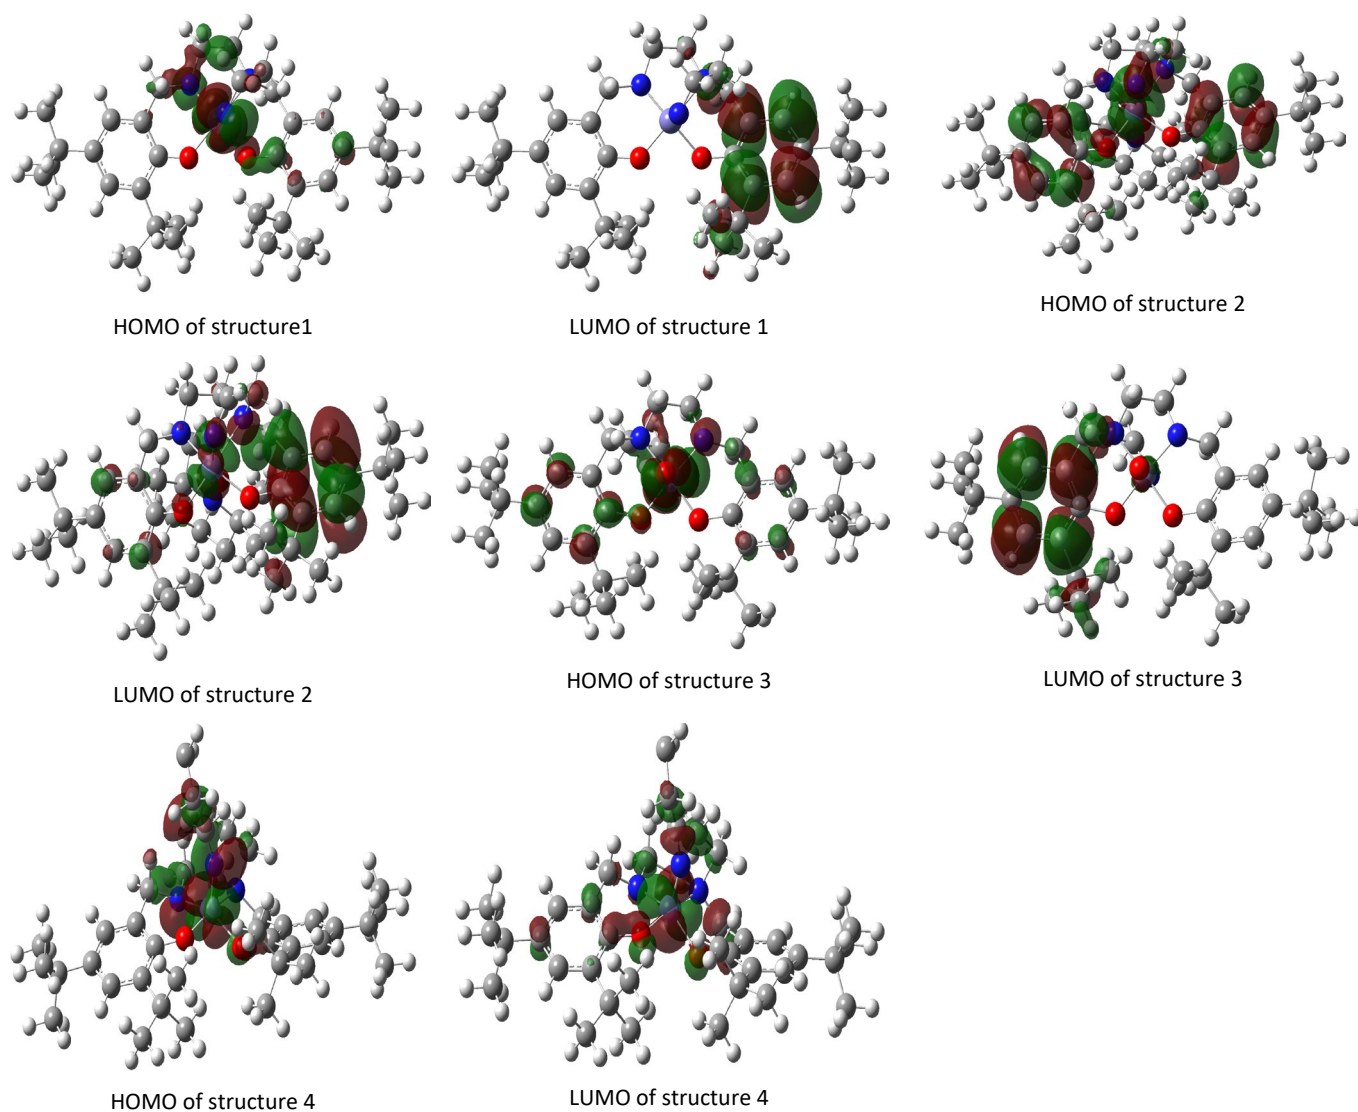 HOMO of structure1
LUMO of structure 1
HOMO of structure 2
LUMO of structure 2
HOMO of structure 3
LUMO of structure 3
HOMO of structure 4
LUMO of structure 4